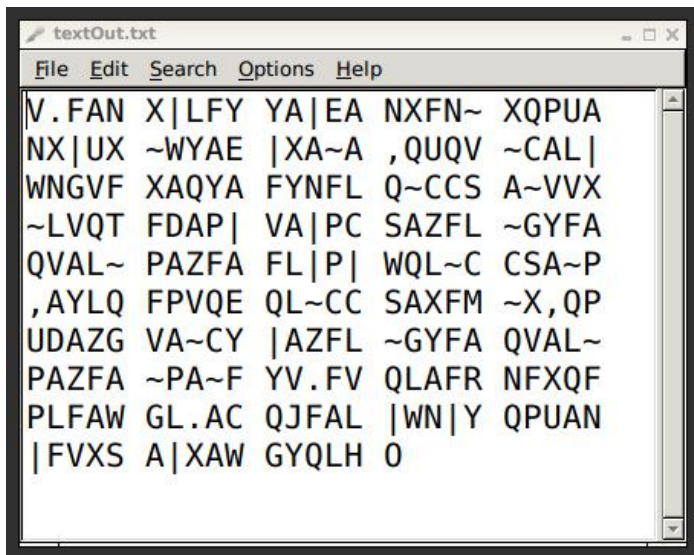 textOut.txt
File Edit Search Options Help
V.FAN X|LFY YA|EA NXFN~ XQPUA
NX|UX ~WYAE |XA~A ,QUQV ~CAL|
WNGVF XAQYA FYNFL Q~CCS A~VVX
~LVQT FDAP| VA|PC SAZFL ~GYFA
QVAL~ PAZFA FL|P| WQL~C CSA~P
,AYLQ FPVQE QL~CC SAXFM ~X,QP
UDAZG VA~CY |AZFL ~GYFA QVAL~
PAZFA ~PA~F YV.FV QLAFR NFXQF
PLFAW GL.AC QJFAL |WN|Y QPUAN
|FVXS A|XAW GYQLH O